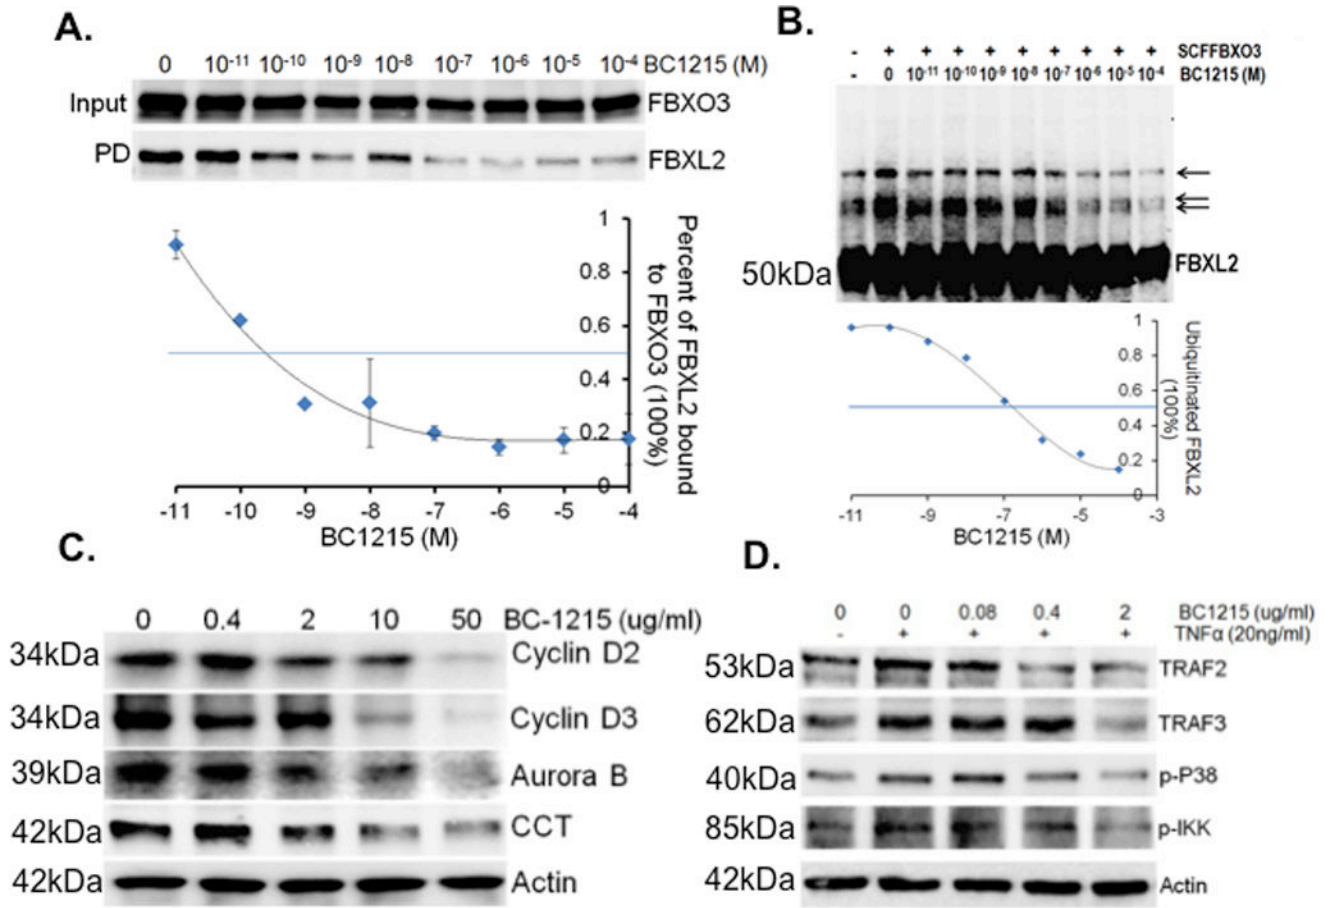 A.
0 10⁻¹¹ 10⁻¹⁰ 10⁻⁹ 10⁻⁸ 10⁻⁷ 10⁻⁶ 10⁻⁵ 10⁻⁴ BC1215 (M)
Input FBXO3
PD FBXL2
1
0.8
0.6
0.4
0.2
0
Percent of FBXL2 bound
to FBXO3 (100%)
-11 -10 -9 -8 -7 -6 -5 -4
BC1215 (M)
B.
- + + + + + + + + + SCFFBXO3
- 0 10⁻¹¹ 10⁻¹⁰ 10⁻⁹ 10⁻⁸ 10⁻⁷ 10⁻⁶ 10⁻⁵ 10⁻⁴ BC1215 (M)
50kDa FBXL2
1
0.8
0.6
0.4
0.2
0
Ubiquitinated FBXL2
(100%)
-11 -9 -7 -5 -3
BC1215 (M)
C.
0 0.4 2 10 50 BC-1215 (ug/ml)
34kDa Cyclin D2
34kDa Cyclin D3
39kDa Aurora B
42kDa CCT
42kDa Actin
D.
0 0 0.08 0.4 2 BC1215 (ug/ml)
- + + + + TNFα (20ng/ml)
53kDa TRAF2
62kDa TRAF3
40kDa p-P38
85kDa p-IKK
42kDa Actin